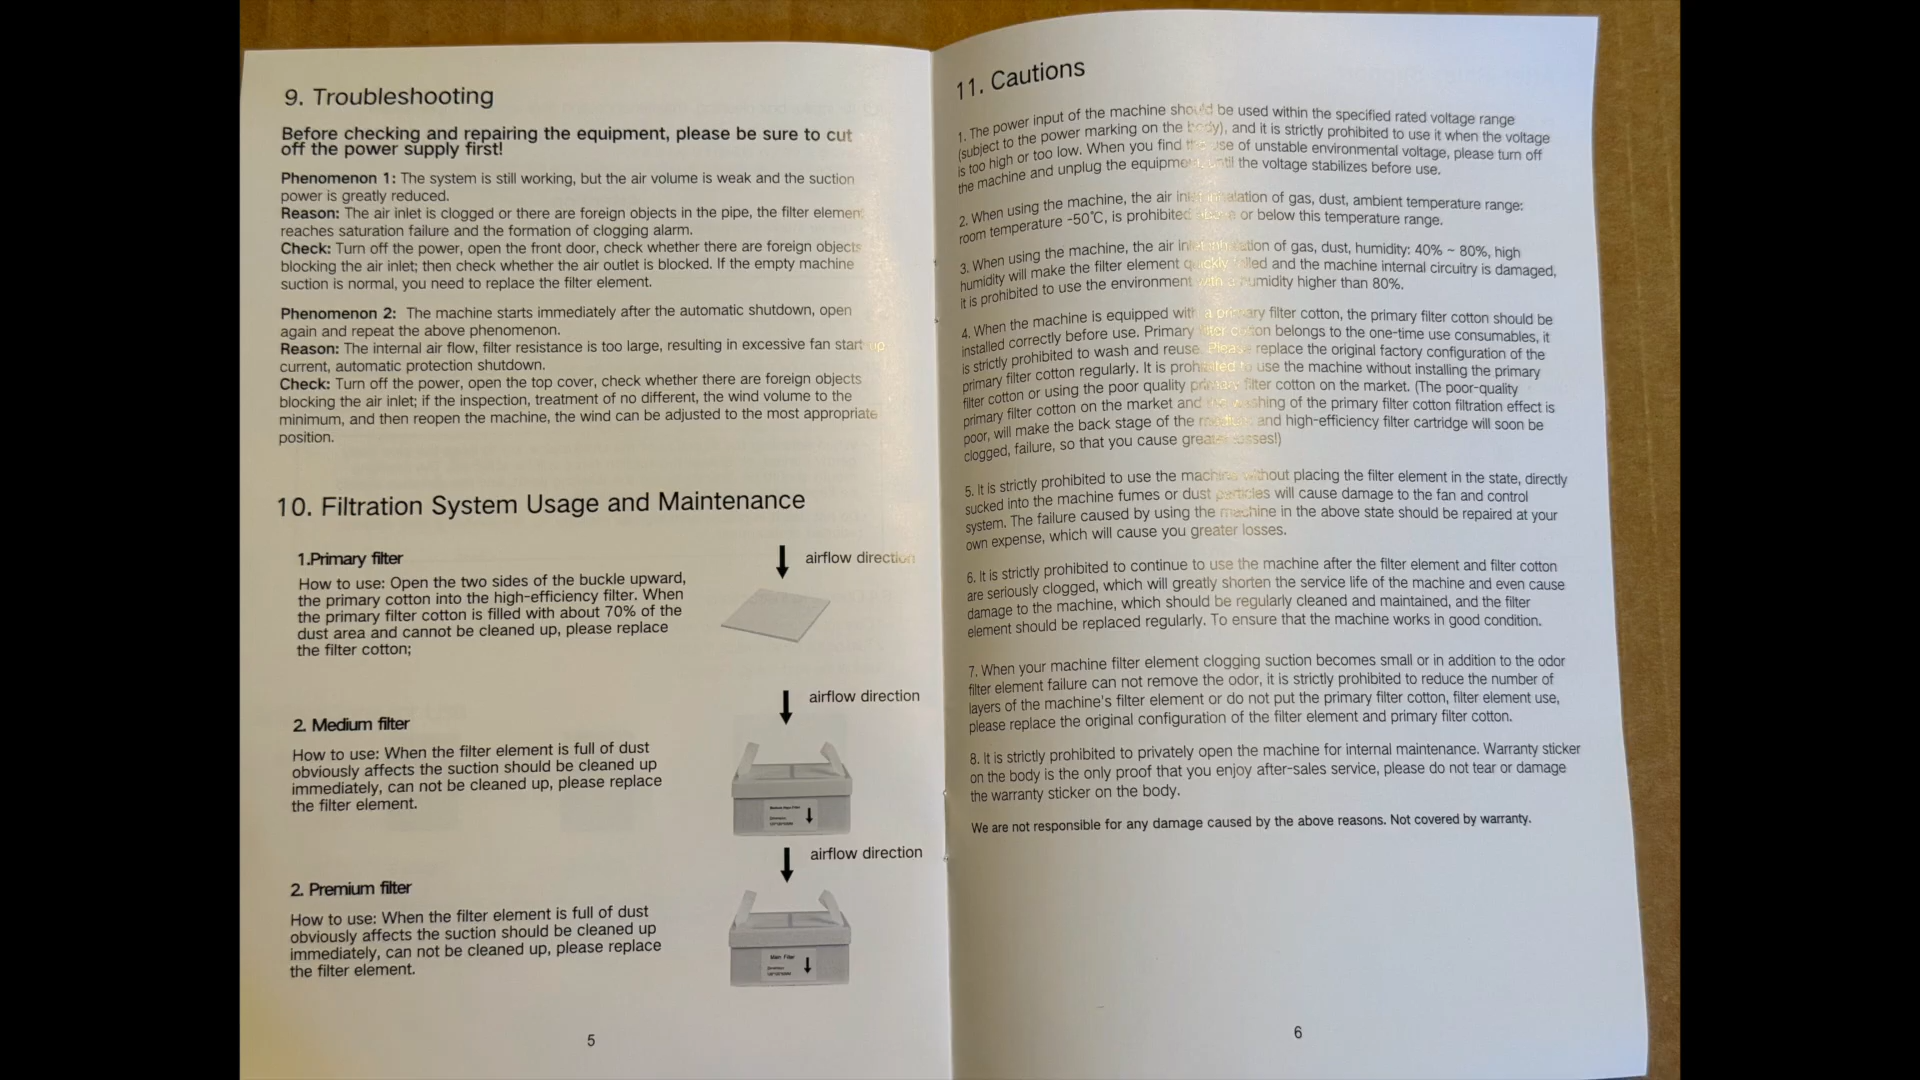 9. Troubleshooting
Before checking and repairing the equipment, please be sure to cut
off the power supply first!
Phenomenon 1: The system is still working, but the air volume is weak and the suction
power is greatly reduced.
Reason: The air inlet is clogged or there are foreign objects in the pipe, the filter element
reaches saturation failure and the formation of clogging alarm.
Check: Turn off the power, open the front door, check whether there are foreign objects
blocking the air inlet; then check whether the air outlet is blocked. If the empty machine
suction is normal, you need to replace the filter element.
Phenomenon 2: The machine starts immediately after the automatic shutdown, open
again and repeat the above phenomenon.
Reason: The internal air flow, filter resistance is too large, resulting in excessive fan start-up
current, automatic protection shutdown.
Check: Turn off the power, open the top cover, check whether there are foreign objects
blocking the air inlet; if the inspection, treatment of no different, the wind volume to the
minimum, and then reopen the machine, the wind can be adjusted to the most appropriate
position.
10. Filtration System Usage and Maintenance
1.Primary filter
How to use: Open the two sides of the buckle upward,
the primary cotton into the high-efficiency filter. When
the primary filter cotton is filled with about 70% of the
dust area and cannot be cleaned up, please replace
the filter cotton;
airflow direction
2. Medium filter
How to use: When the filter element is full of dust
obviously affects the suction should be cleaned up
immediately, can not be cleaned up, please replace
the filter element.
airflow direction
2. Premium filter
How to use: When the filter element is full of dust
obviously affects the suction should be cleaned up
immediately, can not be cleaned up, please replace
the filter element.
airflow direction
Main Filter
5
11. Cautions
1. The power input of the machine should be used within the specified rated voltage range
(subject to the power marking on the body), and it is strictly prohibited to use it when the voltage
is too high or too low. When you find the use of unstable environmental voltage, please turn off
the machine and unplug the equipment until the voltage stabilizes before use.
2. When using the machine, the air inlet inhalation of gas, dust, ambient temperature range:
room temperature -50°C, is prohibited above or below this temperature range.
3. When using the machine, the air inlet inhalation of gas, dust, humidity: 40% ~ 80%, high
humidity will make the filter element quickly failed and the machine internal circuitry is damaged,
it is prohibited to use the environment with a humidity higher than 80%.
4. When the machine is equipped with a primary filter cotton, the primary filter cotton should be
installed correctly before use. Primary filter cotton belongs to the one-time use consumables, it
is strictly prohibited to wash and reuse. Please replace the original factory configuration of the
primary filter cotton regularly. It is prohibited to use the machine without installing the primary
filter cotton or using the poor quality primary filter cotton on the market. (The poor-quality
primary filter cotton on the market and the washing of the primary filter cotton filtration effect is
poor, will make the back stage of the and high-efficiency filter cartridge will soon be
clogged, failure, so that you cause greater losses!)
5. It is strictly prohibited to use the machine without placing the filter element in the state, directly
sucked into the machine fumes or dust particles will cause damage to the fan and control
system. The failure caused by using the machine in the above state should be repaired at your
own expense, which will cause you greater losses.
6. It is strictly prohibited to continue to use the machine after the filter element and filter cotton
are seriously clogged, which will greatly shorten the service life of the machine and even cause
damage to the machine, which should be regularly cleaned and maintained, and the filter
element should be replaced regularly. To ensure that the machine works in good condition.
7. When your machine filter element clogging suction becomes small or in addition to the odor
filter element failure can not remove the odor, it is strictly prohibited to reduce the number of
layers of the machine's filter element or do not put the primary filter cotton, filter element use,
please replace the original configuration of the filter element and primary filter cotton.
8. It is strictly prohibited to privately open the machine for internal maintenance. Warranty sticker
on the body is the only proof that you enjoy after-sales service, please do not tear or damage
the warranty sticker on the body.
We are not responsible for any damage caused by the above reasons. Not covered by warranty.
6